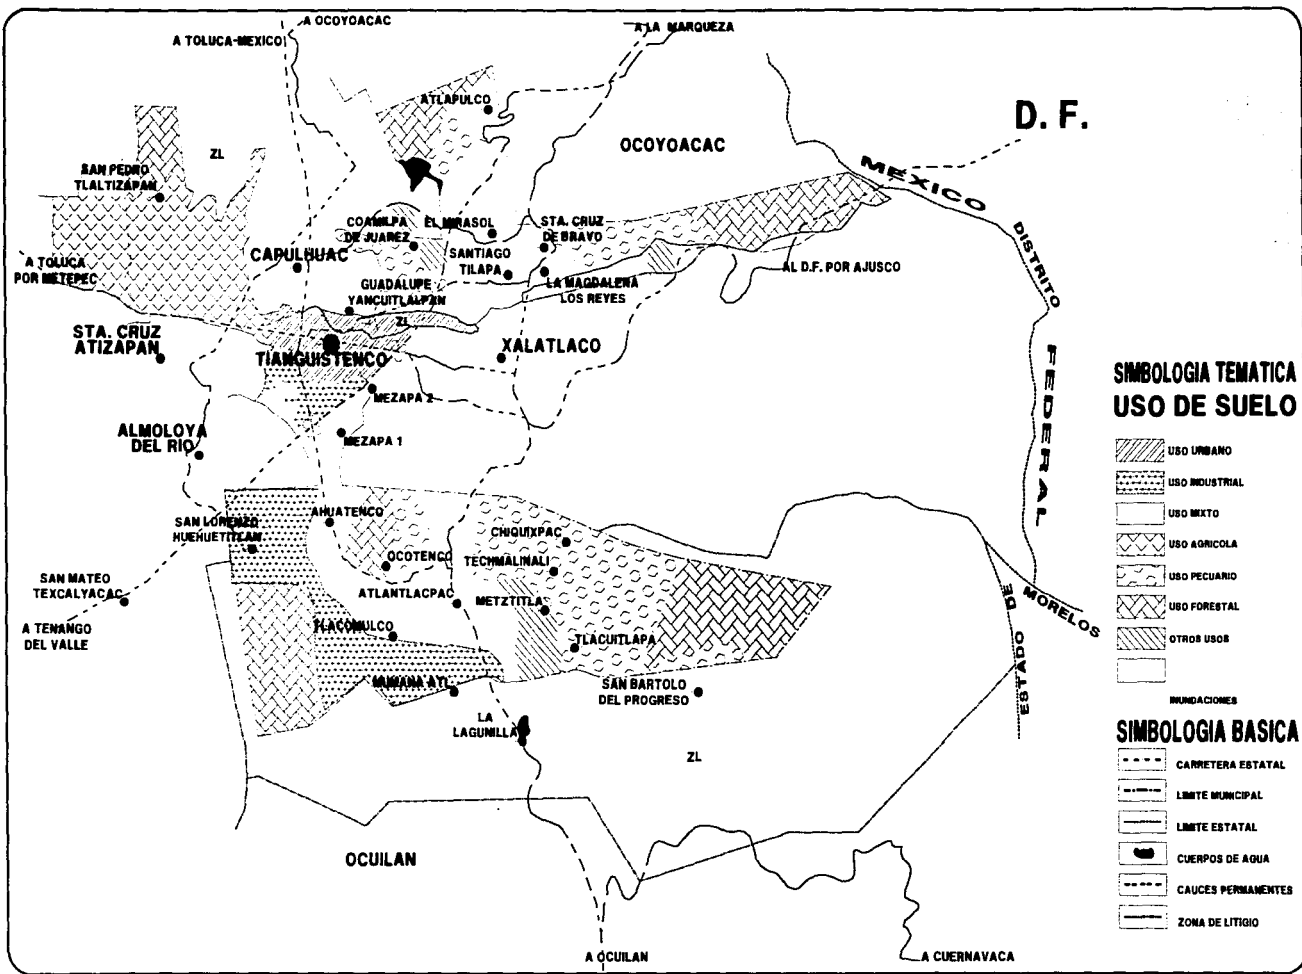 A OCOYOACAC
A TOLUCA-MEXICO
A LA MARQUEZA
ATLAPULCO
D. F.
OCOYOACAC
ZL
SAN PEDRO
TLALTIZAPAN
MÉXICO
COAMILPA
DE JUAREZ
EL MIRASOL
STA. CRUZ
DE BRAVO
DISTRITO
FEDERAL
CAPULHUAC
SANTIAGO
TILAPA
A TOLUCA
POR METEPEC
AL D.F. POR AJUSCO
GUADALUPE
YANCUITLALPAN
LA MAGDALENA
LOS REYES
ZL
STA. CRUZ
ATIZAPAN
TIANGUISTENCO
XALATLACO
MEZAPA 2
ALMOLOYA
DEL RIO
MEZAPA 1
AHUATENCO
SAN LORENZO
HUEHUETITLAN
CHIQUIXPAC
OCOTENCO
TECHMALINALI
SAN MATEO
TEXCALYACAC
ATLANTLACPAC
METZTITLA
A TENANGO
DEL VALLE
TLACOMULCO
TLACUITLAPA
MUMANA ATL
SAN BARTOLO
DEL PROGRESO
LA
LAGUNILLA
ZL
ESTADO DE
MORELOS
OCUILAN
A OCUILAN
A CUERNAVACA
SIMBOLOGIA TEMATICA
USO DE SUELO
USO URBANO
USO INDUSTRIAL
USO MIXTO
USO AGRICOLA
USO PECUARIO
USO FORESTAL
OTROS USOS
INUNDACIONES
SIMBOLOGIA BASICA
CARRETERA ESTATAL
LIMITE MUNICIPAL
LIMITE ESTATAL
CUERPOS DE AGUA
CAUCES PERMANENTES
ZONA DE LITIGIO